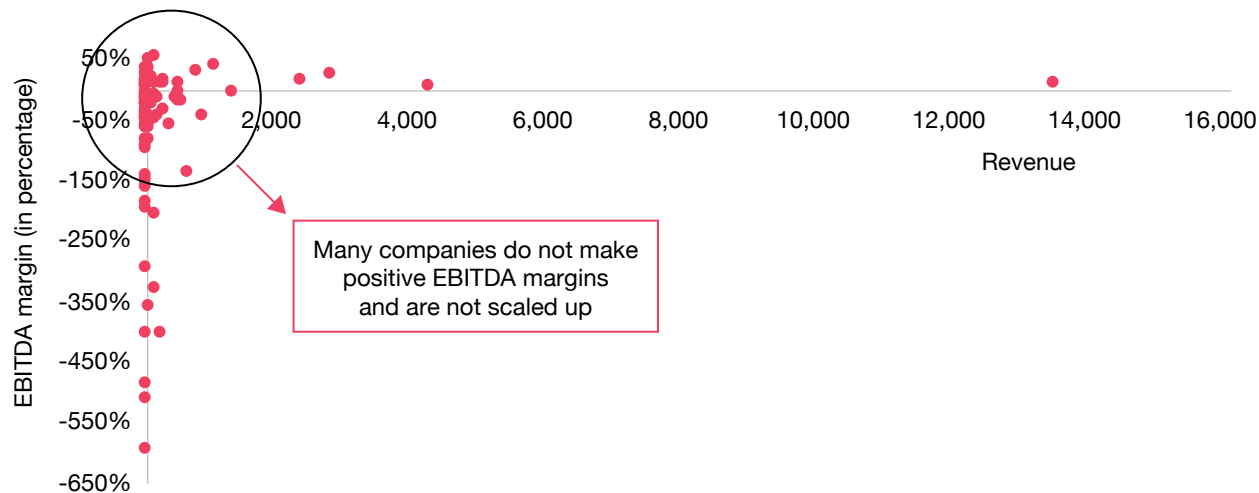 EBITDA margin (in percentage)
50%
-50%
-150%
-250%
-350%
-450%
-550%
-650%
2,000 4,000 6,000 8,000 10,000 12,000 14,000 16,000
Revenue
Many companies do not make
positive EBITDA margins
and are not scaled up